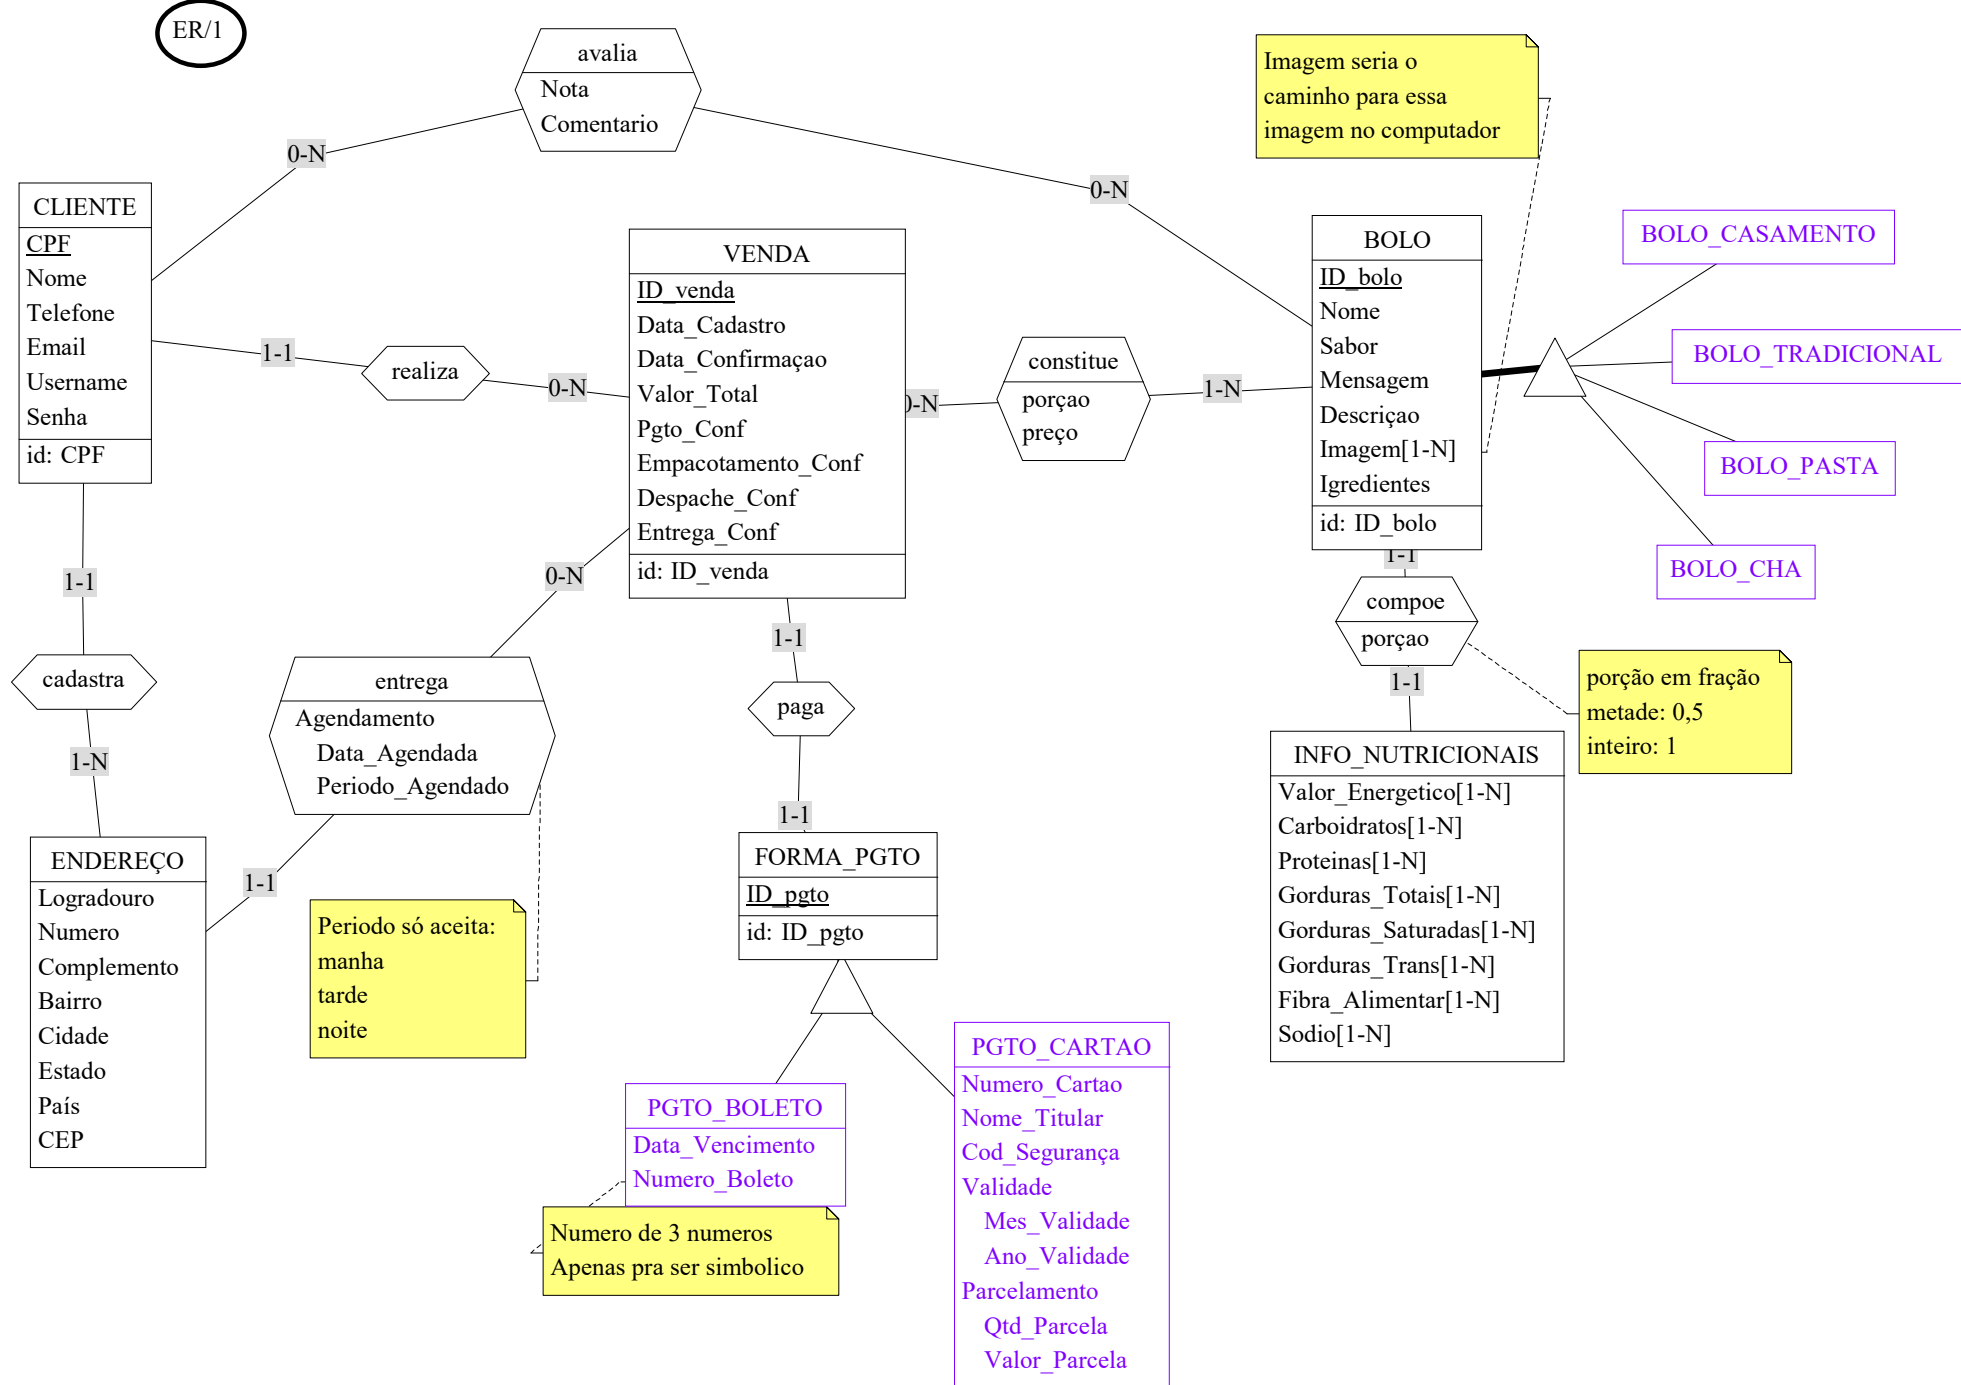 ER/1
avalia
Nota
Comentario
Imagem seria o
caminho para essa
imagem no computador
0-N
0-N
CLIENTE
CPF
Nome
Telefone
Email
Username
Senha
id: CPF
1-1
realiza
0-N
VENDA
ID_venda
Data_Cadastro
Data_Confirmaçao
Valor_Total
Pgto_Conf
Empacotamento_Conf
Despache_Conf
Entrega_Conf
id: ID_venda
0-N
constitue
porçao
preço
1-N
BOLO
ID_bolo
Nome
Sabor
Mensagem
Descriçao
Imagem[1-N]
Igredientes
id: ID_bolo
BOLO_CASAMENTO
BOLO_TRADICIONAL
BOLO_PASTA
BOLO_CHA
1-1
cadastra
1-N
0-N
entrega
Agendamento
Data_Agendada
Periodo_Agendado
1-1
1-1
paga
1-1
1-1
compoe
porçao
1-1
porção em fração
metade: 0,5
inteiro: 1
ENDEREÇO
Logradouro
Numero
Complemento
Bairro
Cidade
Estado
País
CEP
Periodo só aceita:
manha
tarde
noite
FORMA_PGTO
ID_pgto
id: ID_pgto
INFO_NUTRICIONAIS
Valor_Energetico[1-N]
Carboidratos[1-N]
Proteinas[1-N]
Gorduras_Totais[1-N]
Gorduras_Saturadas[1-N]
Gorduras_Trans[1-N]
Fibra_Alimentar[1-N]
Sodio[1-N]
PGTO_BOLETO
Data_Vencimento
Numero_Boleto
Numero de 3 numeros
Apenas pra ser simbolico
PGTO_CARTAO
Numero_Cartao
Nome_Titular
Cod_Segurança
Validade
Mes_Validade
Ano_Validade
Parcelamento
Qtd_Parcela
Valor_Parcela